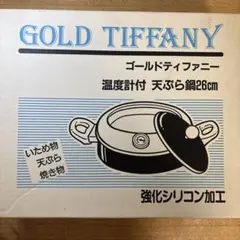 GOLD TIFFANY
ゴールドティファニー
温度計付 天ぷら鍋26cm
いため物
天ぷら
焼き物
強化シリコン加工